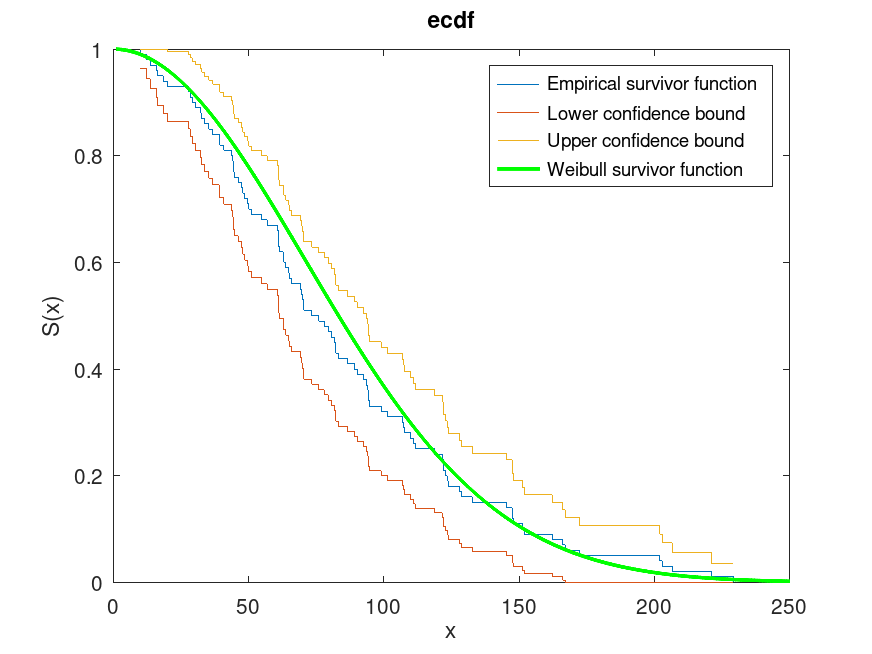 ecdf
Empirical survivor function
Lower confidence bound
Upper confidence bound
Weibull survivor function
S(x)
1
0.8
0.6
0.4
0.2
0
0 50 100 150 200 250
x